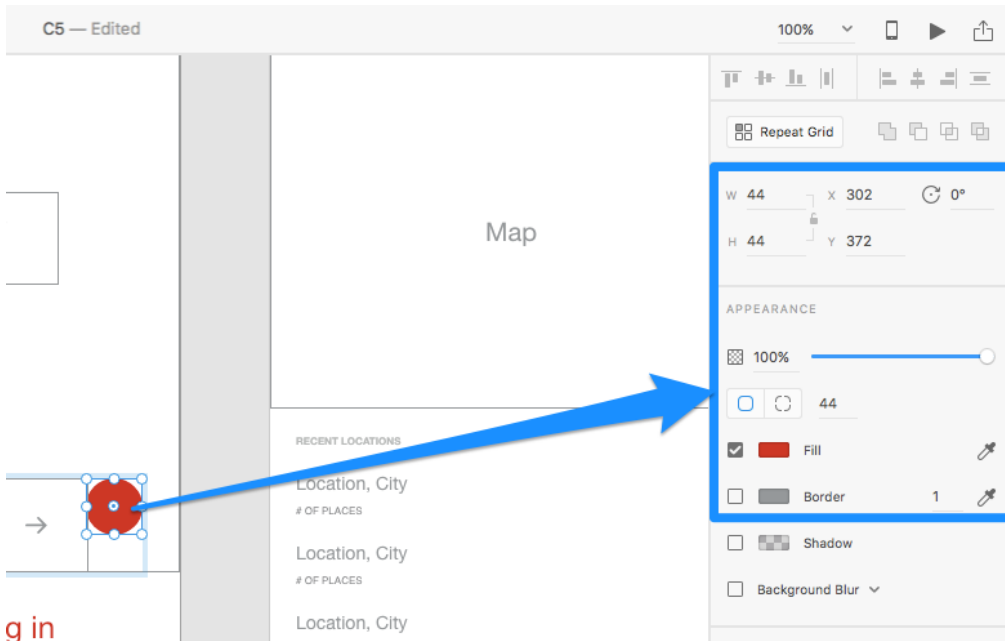 C5 — Edited
100%
Repeat Grid
W 44 X 302 0°
H 44 Y 372
APPEARANCE
100%
44
Fill
Border 1
Shadow
Background Blur
Map
RECENT LOCATIONS
Location, City
# OF PLACES
Location, City
# OF PLACES
Location, City
g in